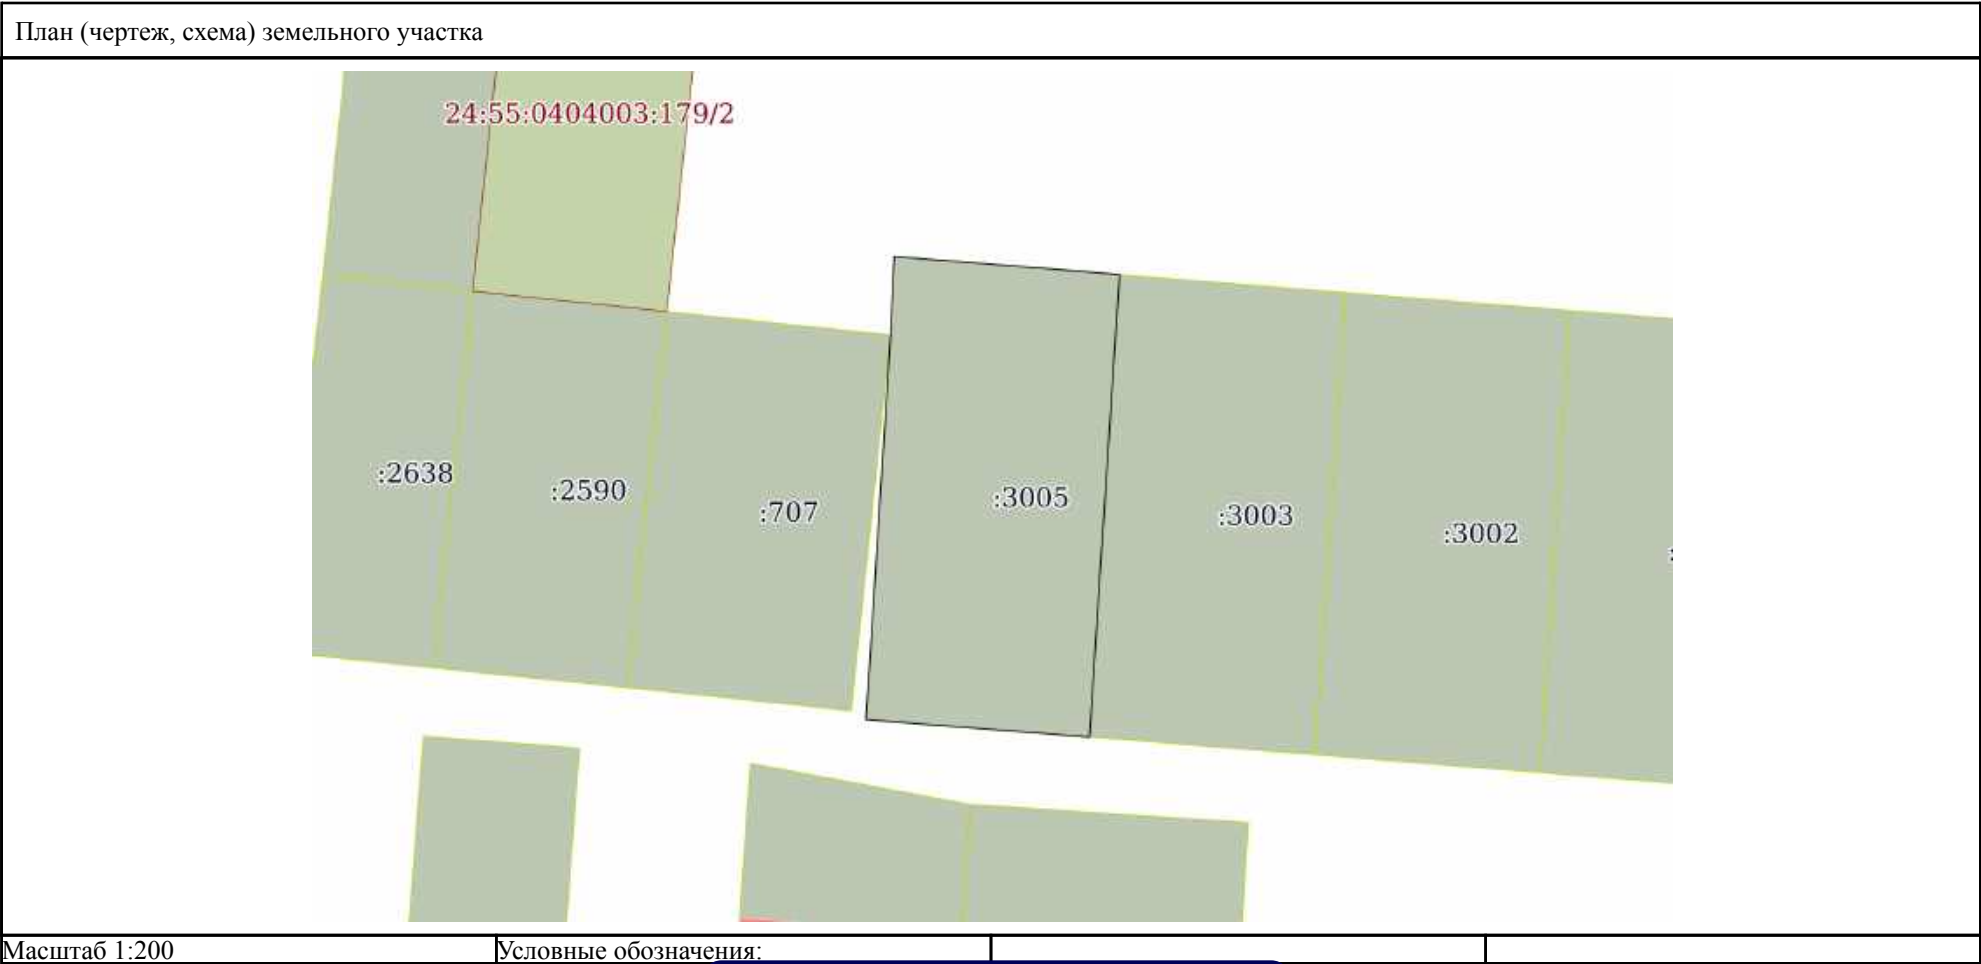 План (чертеж, схема) земельного участка
24:55:0404003:179/2
:2638
:2590
:707
:3005
:3003
:3002
:
Масштаб 1:200
Условные обозначения: